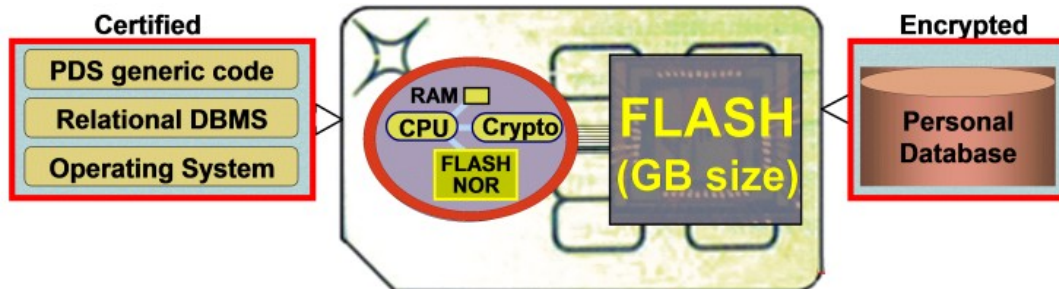 Certified
PDS generic code
Relational DBMS
Operating System
RAM
CPU
Crypto
FLASH
NOR
FLASH
(GB size)
Encrypted
Personal
Database